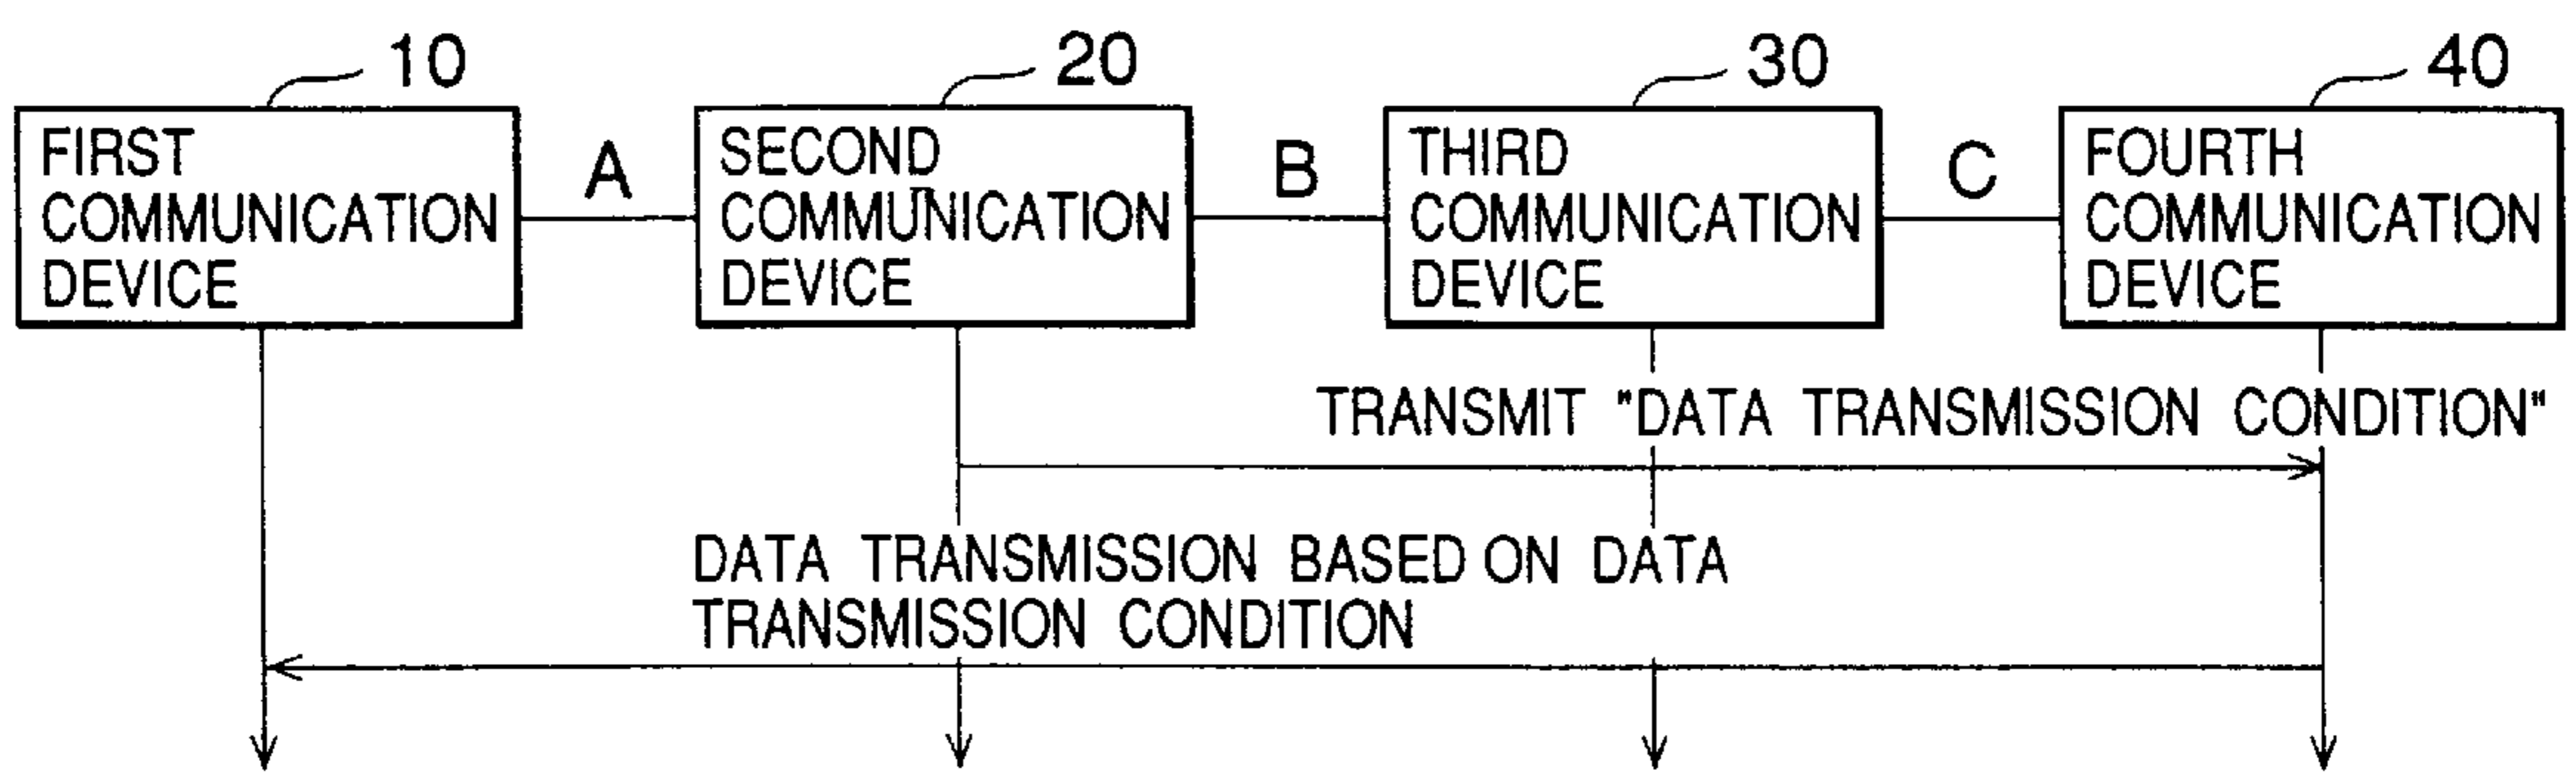 10
20
30
40
FIRST
COMMUNICATION
DEVICE
A
SECOND
COMMUNICATION
DEVICE
B
THIRD
COMMUNICATION
DEVICE
C
FOURTH
COMMUNICATION
DEVICE
TRANSMIT "DATA TRANSMISSION CONDITION"
DATA TRANSMISSION BASED ON DATA
TRANSMISSION CONDITION